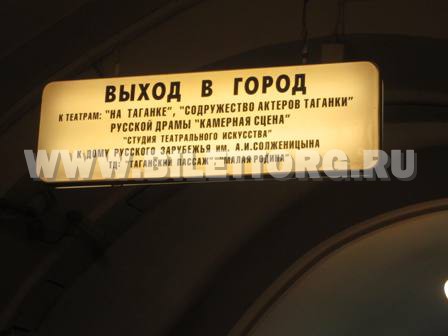 ВЫХОД В ГОРОД
К ТЕАТРАМ: "НА ТАГАНКЕ", "СОДРУЖЕСТВО АКТЕРОВ ТАГАНКИ"
РУССКОЙ ДРАМЫ "КАМЕРНАЯ СЦЕНА"
"СТУДИЯ ТЕАТРАЛЬНОГО ИСКУССТВА"
К ДОМУ РУССКОГО ЗАРУБЕЖЬЯ ИМ. А.И.СОЛЖЕНИЦЫНА
ТД: "ТАГАНСКИЙ ПАССАЖ" "МАЛАЯ РОДИНА"
WWW.BILETTORG.RU